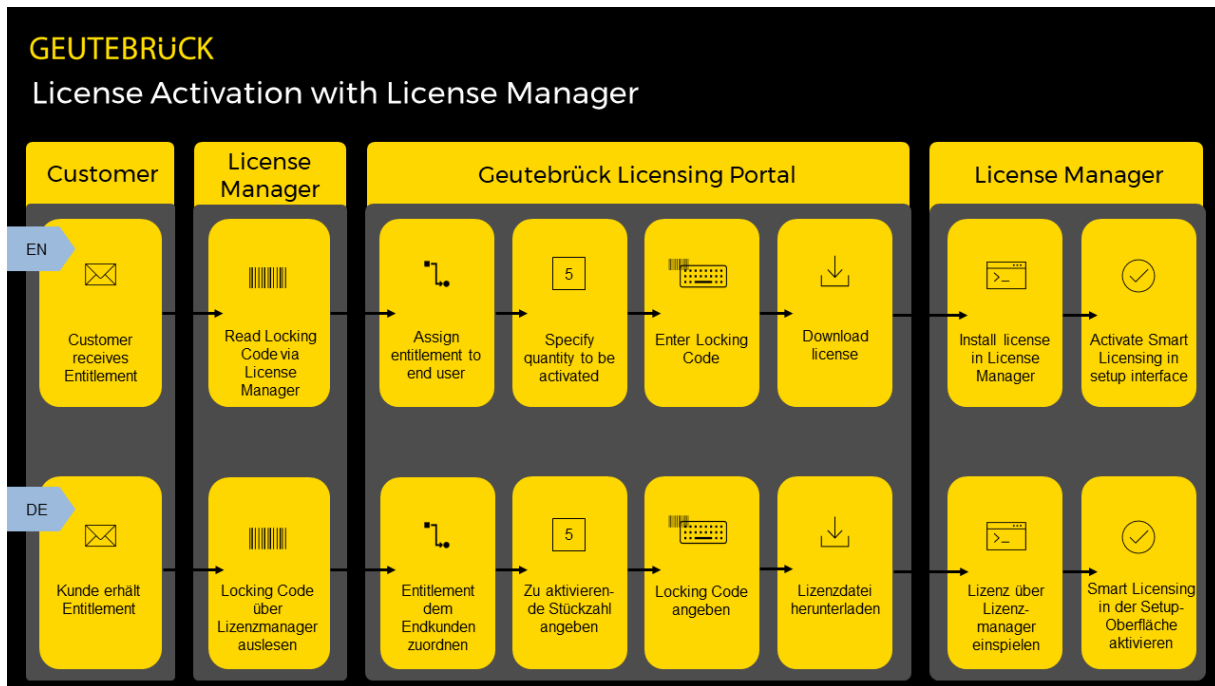 GEUTEBRÜCK
License Activation with License Manager
Customer
License
Manager
Geutebrück Licensing Portal
License Manager
EN
Customer
receives
Entitlement
Read Locking
Code via
License
Manager
Assign
entitlement to
end user
5
Specify
quantity to be
activated
Enter Locking
Code
Download
license
>_
Install license
in License
Manager
Activate Smart
Licensing in
setup interface
DE
Kunde erhält
Entitlement
Locking Code
über
Lizenzmanager
auslesen
Entitlement
dem
Endkunden
zuordnen
5
Zu aktivieren-
de Stückzahl
angeben
Locking Code
angeben
Lizenzdatei
herunterladen
>_
Lizenz über
Lizenz-
manager
einspielen
Smart Licensing
in der Setup-
Oberfläche
aktivieren